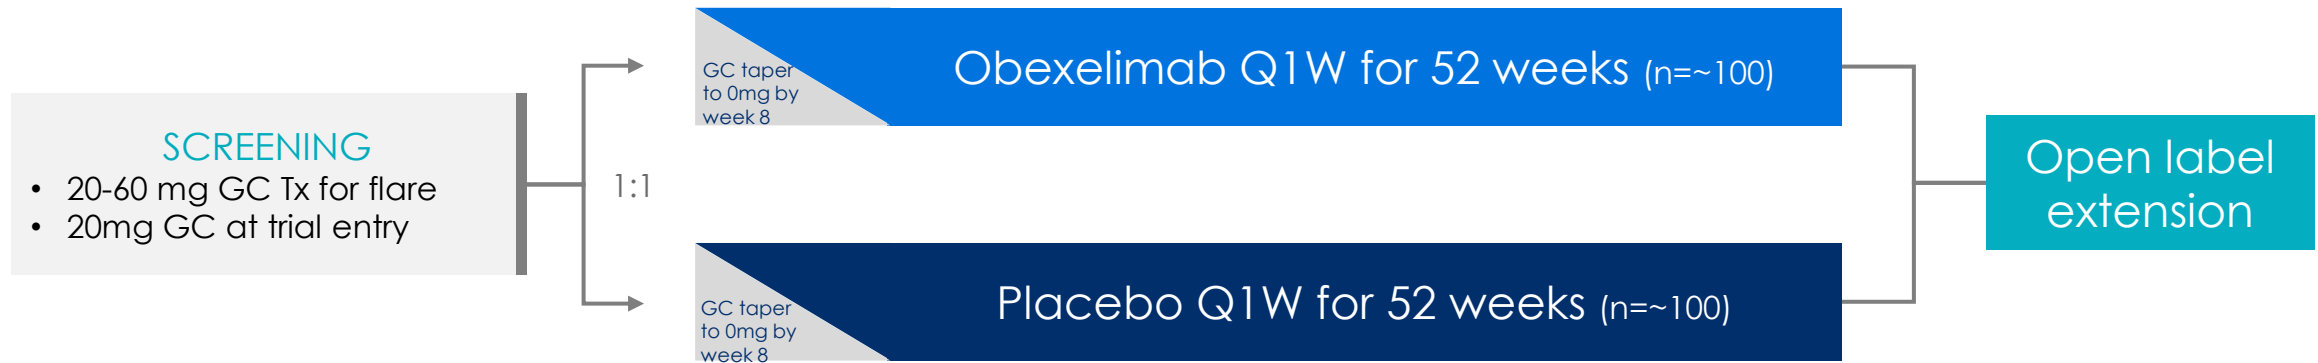 SCREENING
• 20-60 mg GC Tx for flare
• 20mg GC at trial entry
1:1
GC taper
to 0mg by
week 8
Obexelimab Q1W for 52 weeks (n=~100)
GC taper
to 0mg by
week 8
Placebo Q1W for 52 weeks (n=~100)
Open label
extension